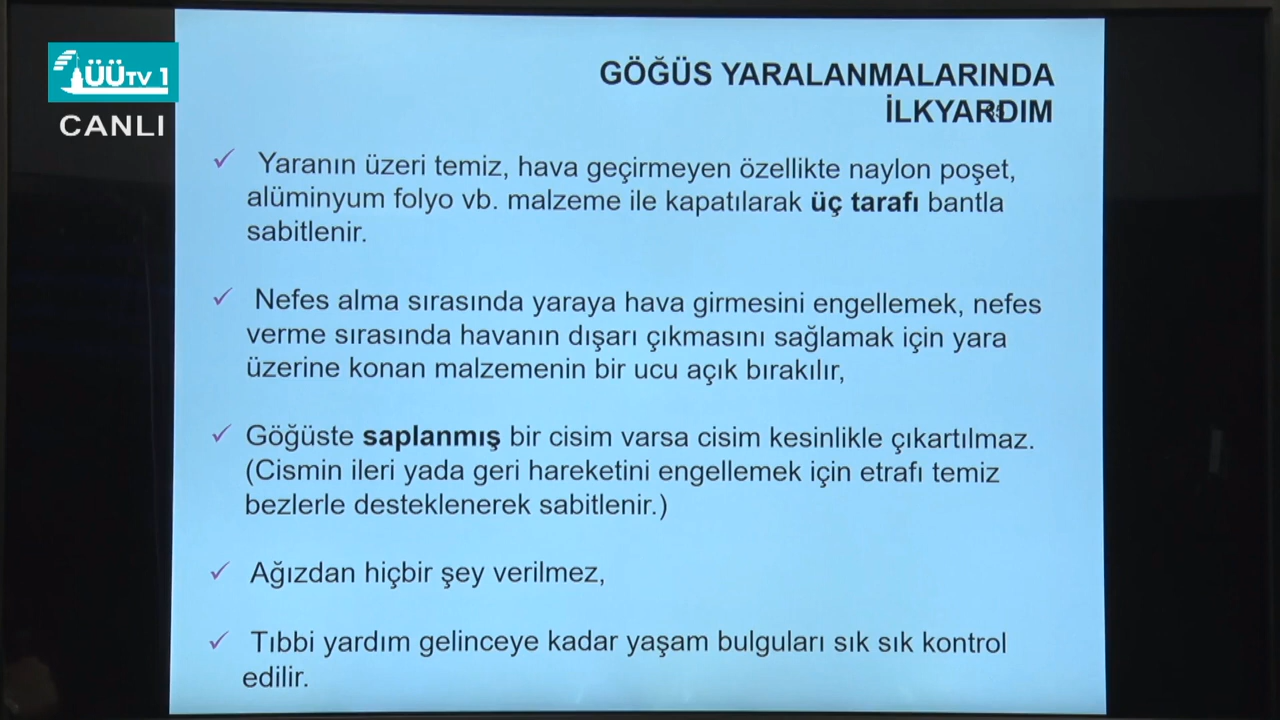 ÜÜTV 1
CANLI
GÖĞÜS YARALANMALARINDA
İLKYARDIM
Yaranın üzeri temiz, hava geçirmeyen özellikte naylon poşet,
alüminyum folyo vb. malzeme ile kapatılarak üç tarafı bantla
sabitlenir.
Nefes alma sırasında yaraya hava girmesini engellemek, nefes
verme sırasında havanın dışarı çıkmasını sağlamak için yara
üzerine konan malzemenin bir ucu açık bırakılır,
Göğüste saplanmış bir cisim varsa cisim kesinlikle çıkartılmaz.
(Cismin ileri yada geri hareketini engellemek için etrafı temiz
bezlerle desteklenerek sabitlenir.)
Ağızdan hiçbir şey verilmez,
Tıbbi yardım gelinceye kadar yaşam bulguları sık sık kontrol
edilir.